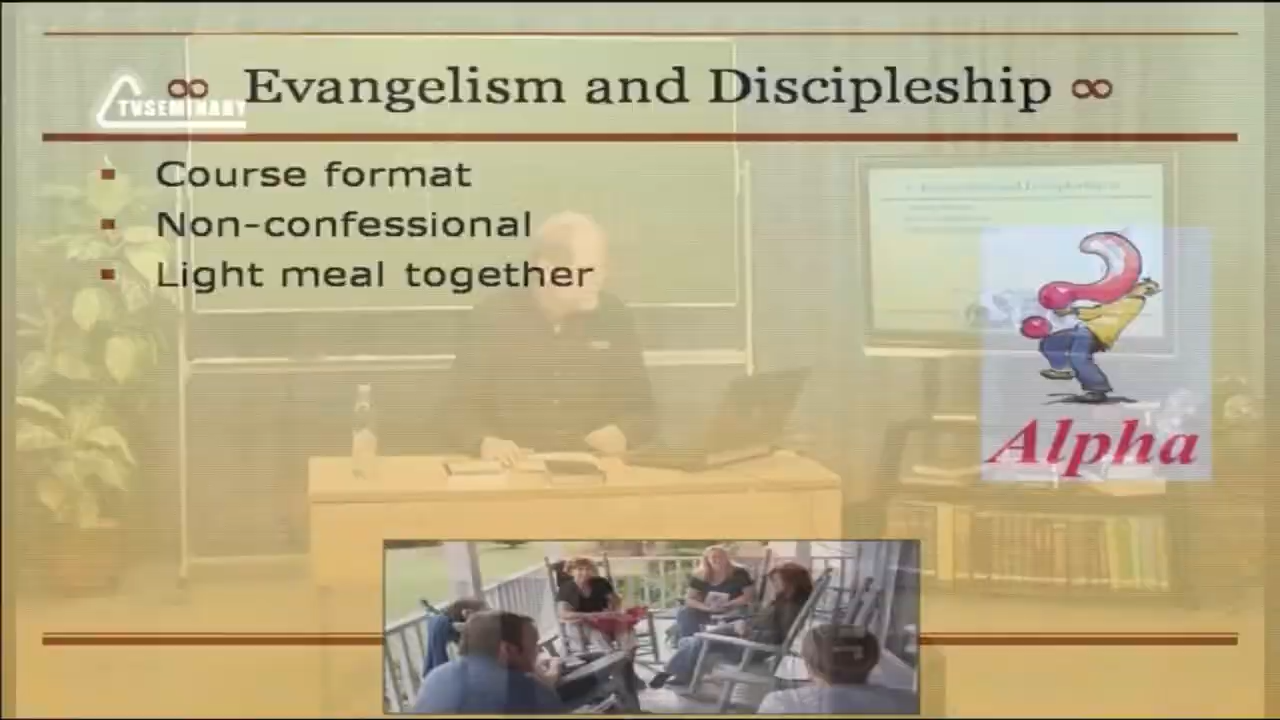 TVSEMINARY
∞ Evangelism and Discipleship ∞
▪ Course format
▪ Non-confessional
▪ Light meal together
Alpha